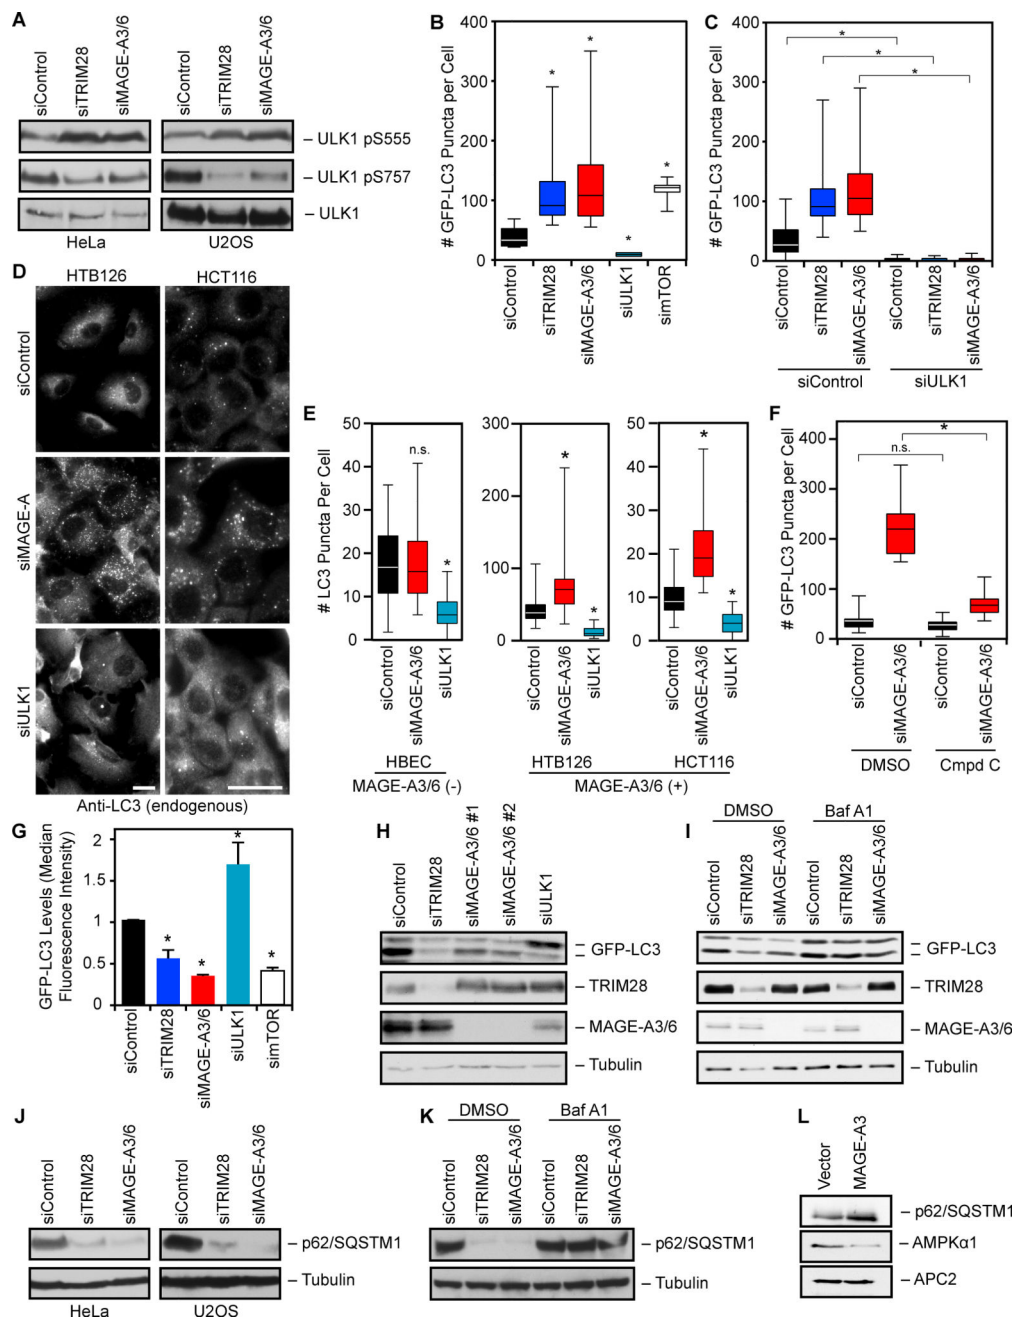 A
siControl
siTRIM28
siMAGE-A3/6
siControl
siTRIM28
siMAGE-A3/6
– ULK1 pS555
– ULK1 pS757
– ULK1
HeLa
U2OS
B
# GFP-LC3 Puncta per Cell
400
300
200
100
0
*
*
*
*
siControl
siTRIM28
siMAGE-A3/6
siULK1
simTOR
C
# GFP-LC3 Puncta per Cell
400
300
200
100
0
*
*
*
siControl
siTRIM28
siMAGE-A3/6
siControl
siTRIM28
siMAGE-A3/6
siControl
siULK1
D
HTB126
HCT116
siControl
siMAGE-A
siULK1
Anti-LC3 (endogenous)
E
# LC3 Puncta Per Cell
50
40
30
20
10
0
n.s.
*
siControl
siMAGE-A3/6
siULK1
HBEC
MAGE-A3/6 (-)
300
200
100
0
*
*
siControl
siMAGE-A3/6
siULK1
HTB126
50
40
30
20
10
0
*
*
siControl
siMAGE-A3/6
siULK1
HCT116
MAGE-A3/6 (+)
F
#GFP-LC3 Puncta per Cell
400
300
200
100
0
n.s.
*
siControl
siMAGE-A3/6
siControl
siMAGE-A3/6
DMSO
Cmpd C
G
GFP-LC3 Levels (Median
Fluorescence Intensity)
2
1.5
1
0.5
0
*
*
*
*
siControl
siTRIM28
siMAGE-A3/6
siULK1
simTOR
H
siControl
siTRIM28
siMAGE-A3/6 #1
siMAGE-A3/6 #2
siULK1
GFP-LC3
– TRIM28
– MAGE-A3/6
– Tubulin
I
DMSO
Baf A1
siControl
siTRIM28
siMAGE-A3/6
siControl
siTRIM28
siMAGE-A3/6
GFP-LC3
– TRIM28
– MAGE-A3/6
– Tubulin
J
siControl
siTRIM28
siMAGE-A3/6
siControl
siTRIM28
siMAGE-A3/6
– p62/SQSTM1
– Tubulin
HeLa
U2OS
K
DMSO
Baf A1
siControl
siTRIM28
siMAGE-A3/6
siControl
siTRIM28
siMAGE-A3/6
– p62/SQSTM1
– Tubulin
L
Vector
MAGE-A3
– p62/SQSTM1
– AMPKα1
– APC2